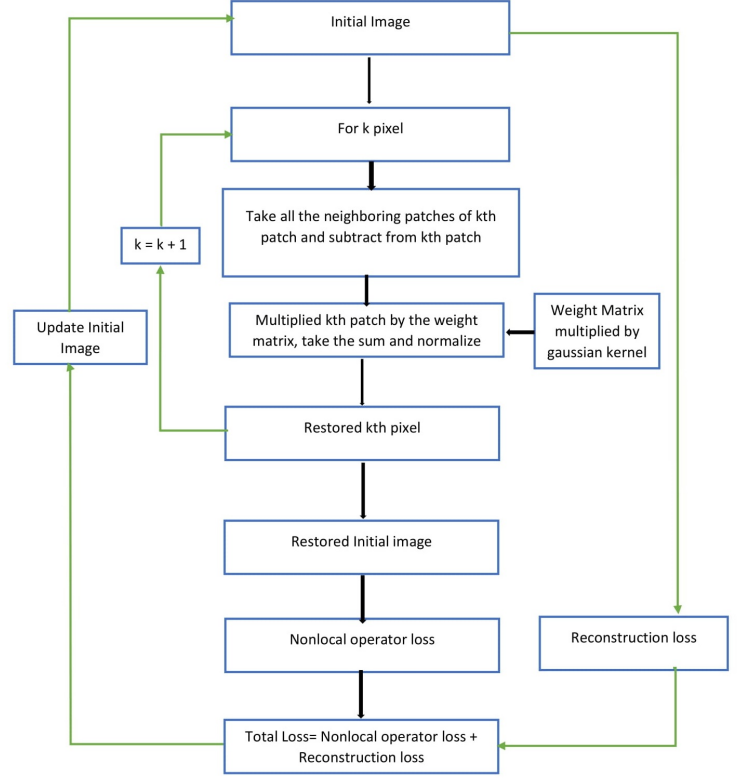 Initial Image
For k pixel
Take all the neighboring patches of kth
patch and subtract from kth patch
k = k + 1
Multiplied kth patch by the weight
matrix, take the sum and normalize
Weight Matrix
multiplied by
gaussian kernel
Update Initial
Image
Restored kth pixel
Restored Initial image
Nonlocal operator loss
Reconstruction loss
Total Loss= Nonlocal operator loss +
Reconstruction loss